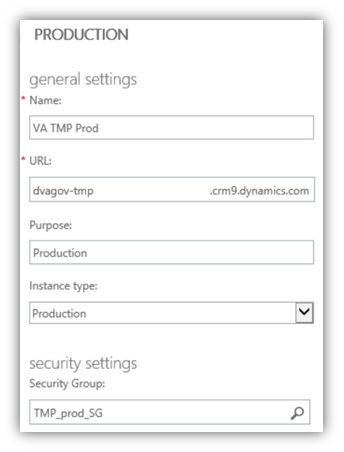 PRODUCTION
general settings
* Name:
VA TMP Prod
* URL:
dvagov-tmp .crm9.dynamics.com
Purpose:
Production
Instance type:
Production
security settings
Security Group:
TMP_prod_SG